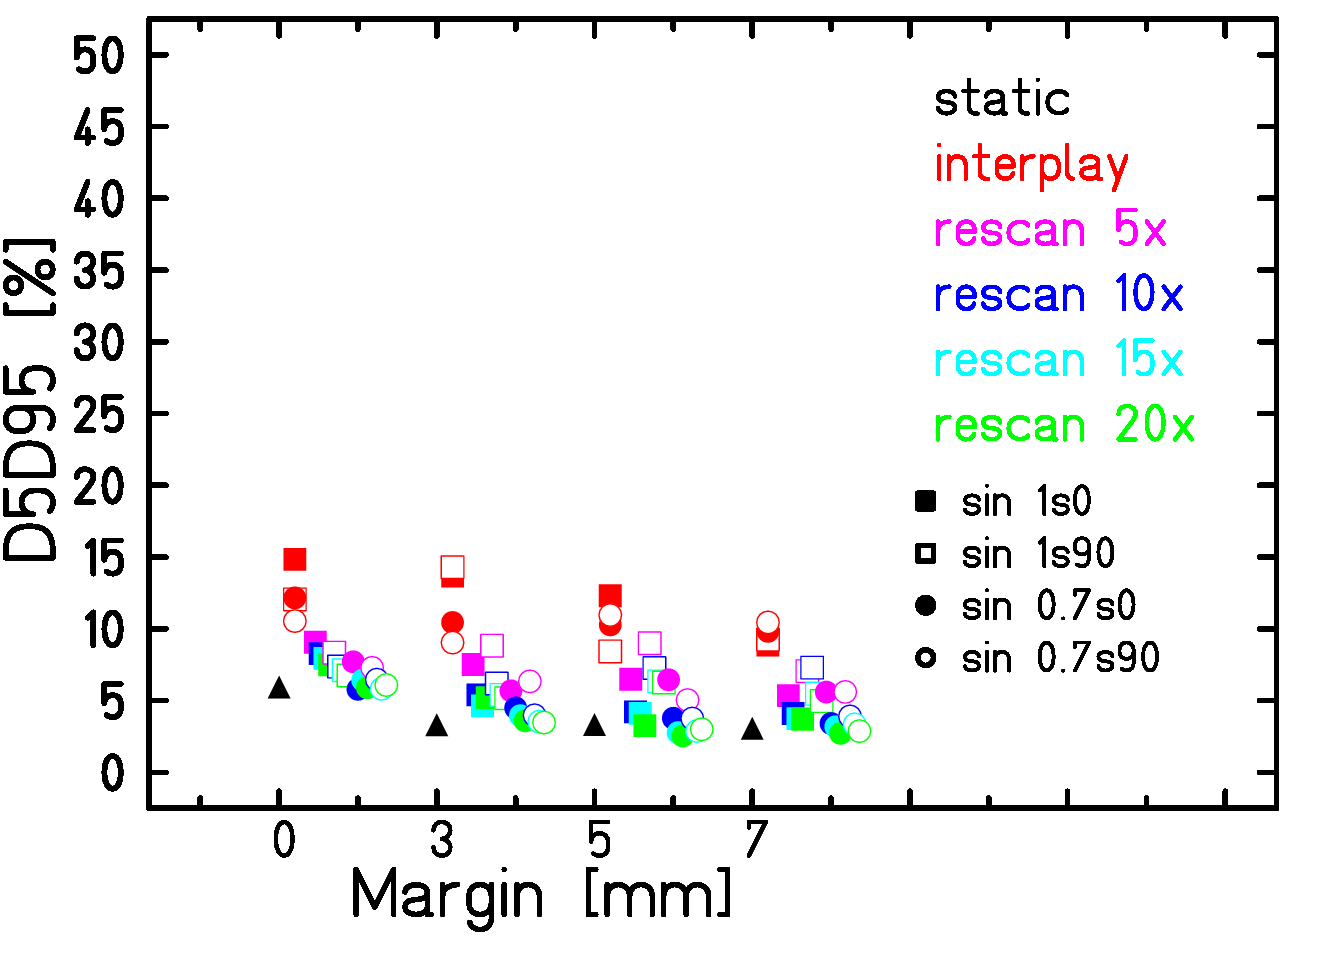 50
45
40
35
30
25
20
15
10
5
0
D5D95 [%]
0 3 5 7
Margin [mm]
static
interplay
rescan 5x
rescan 10x
rescan 15x
rescan 20x
sin 1s0
sin 1s90
sin 0.7s0
sin 0.7s90